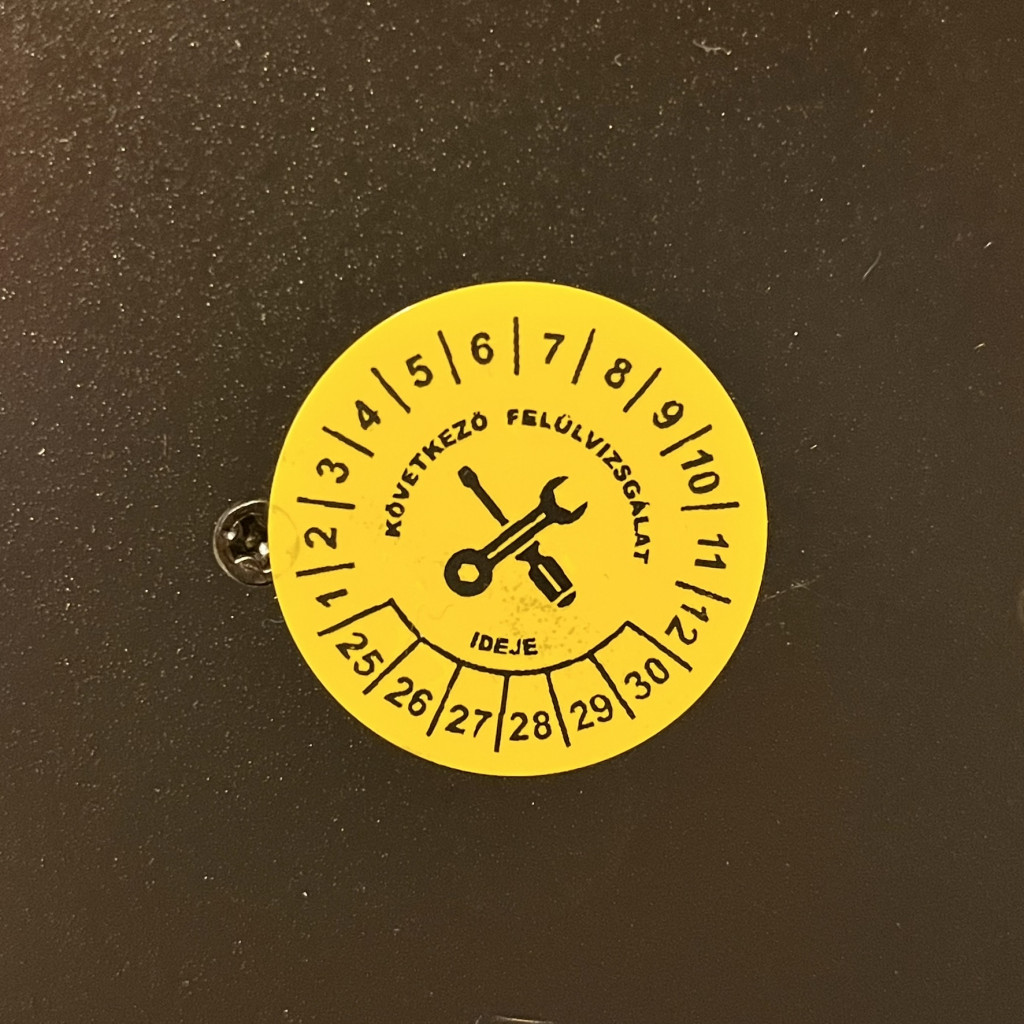 1 2 3 4 5 6 7 8 9 10 11 12
KÖVETKEZŐ FELÜLVIZSGÁLAT
IDEJE
25 26 27 28 29 30